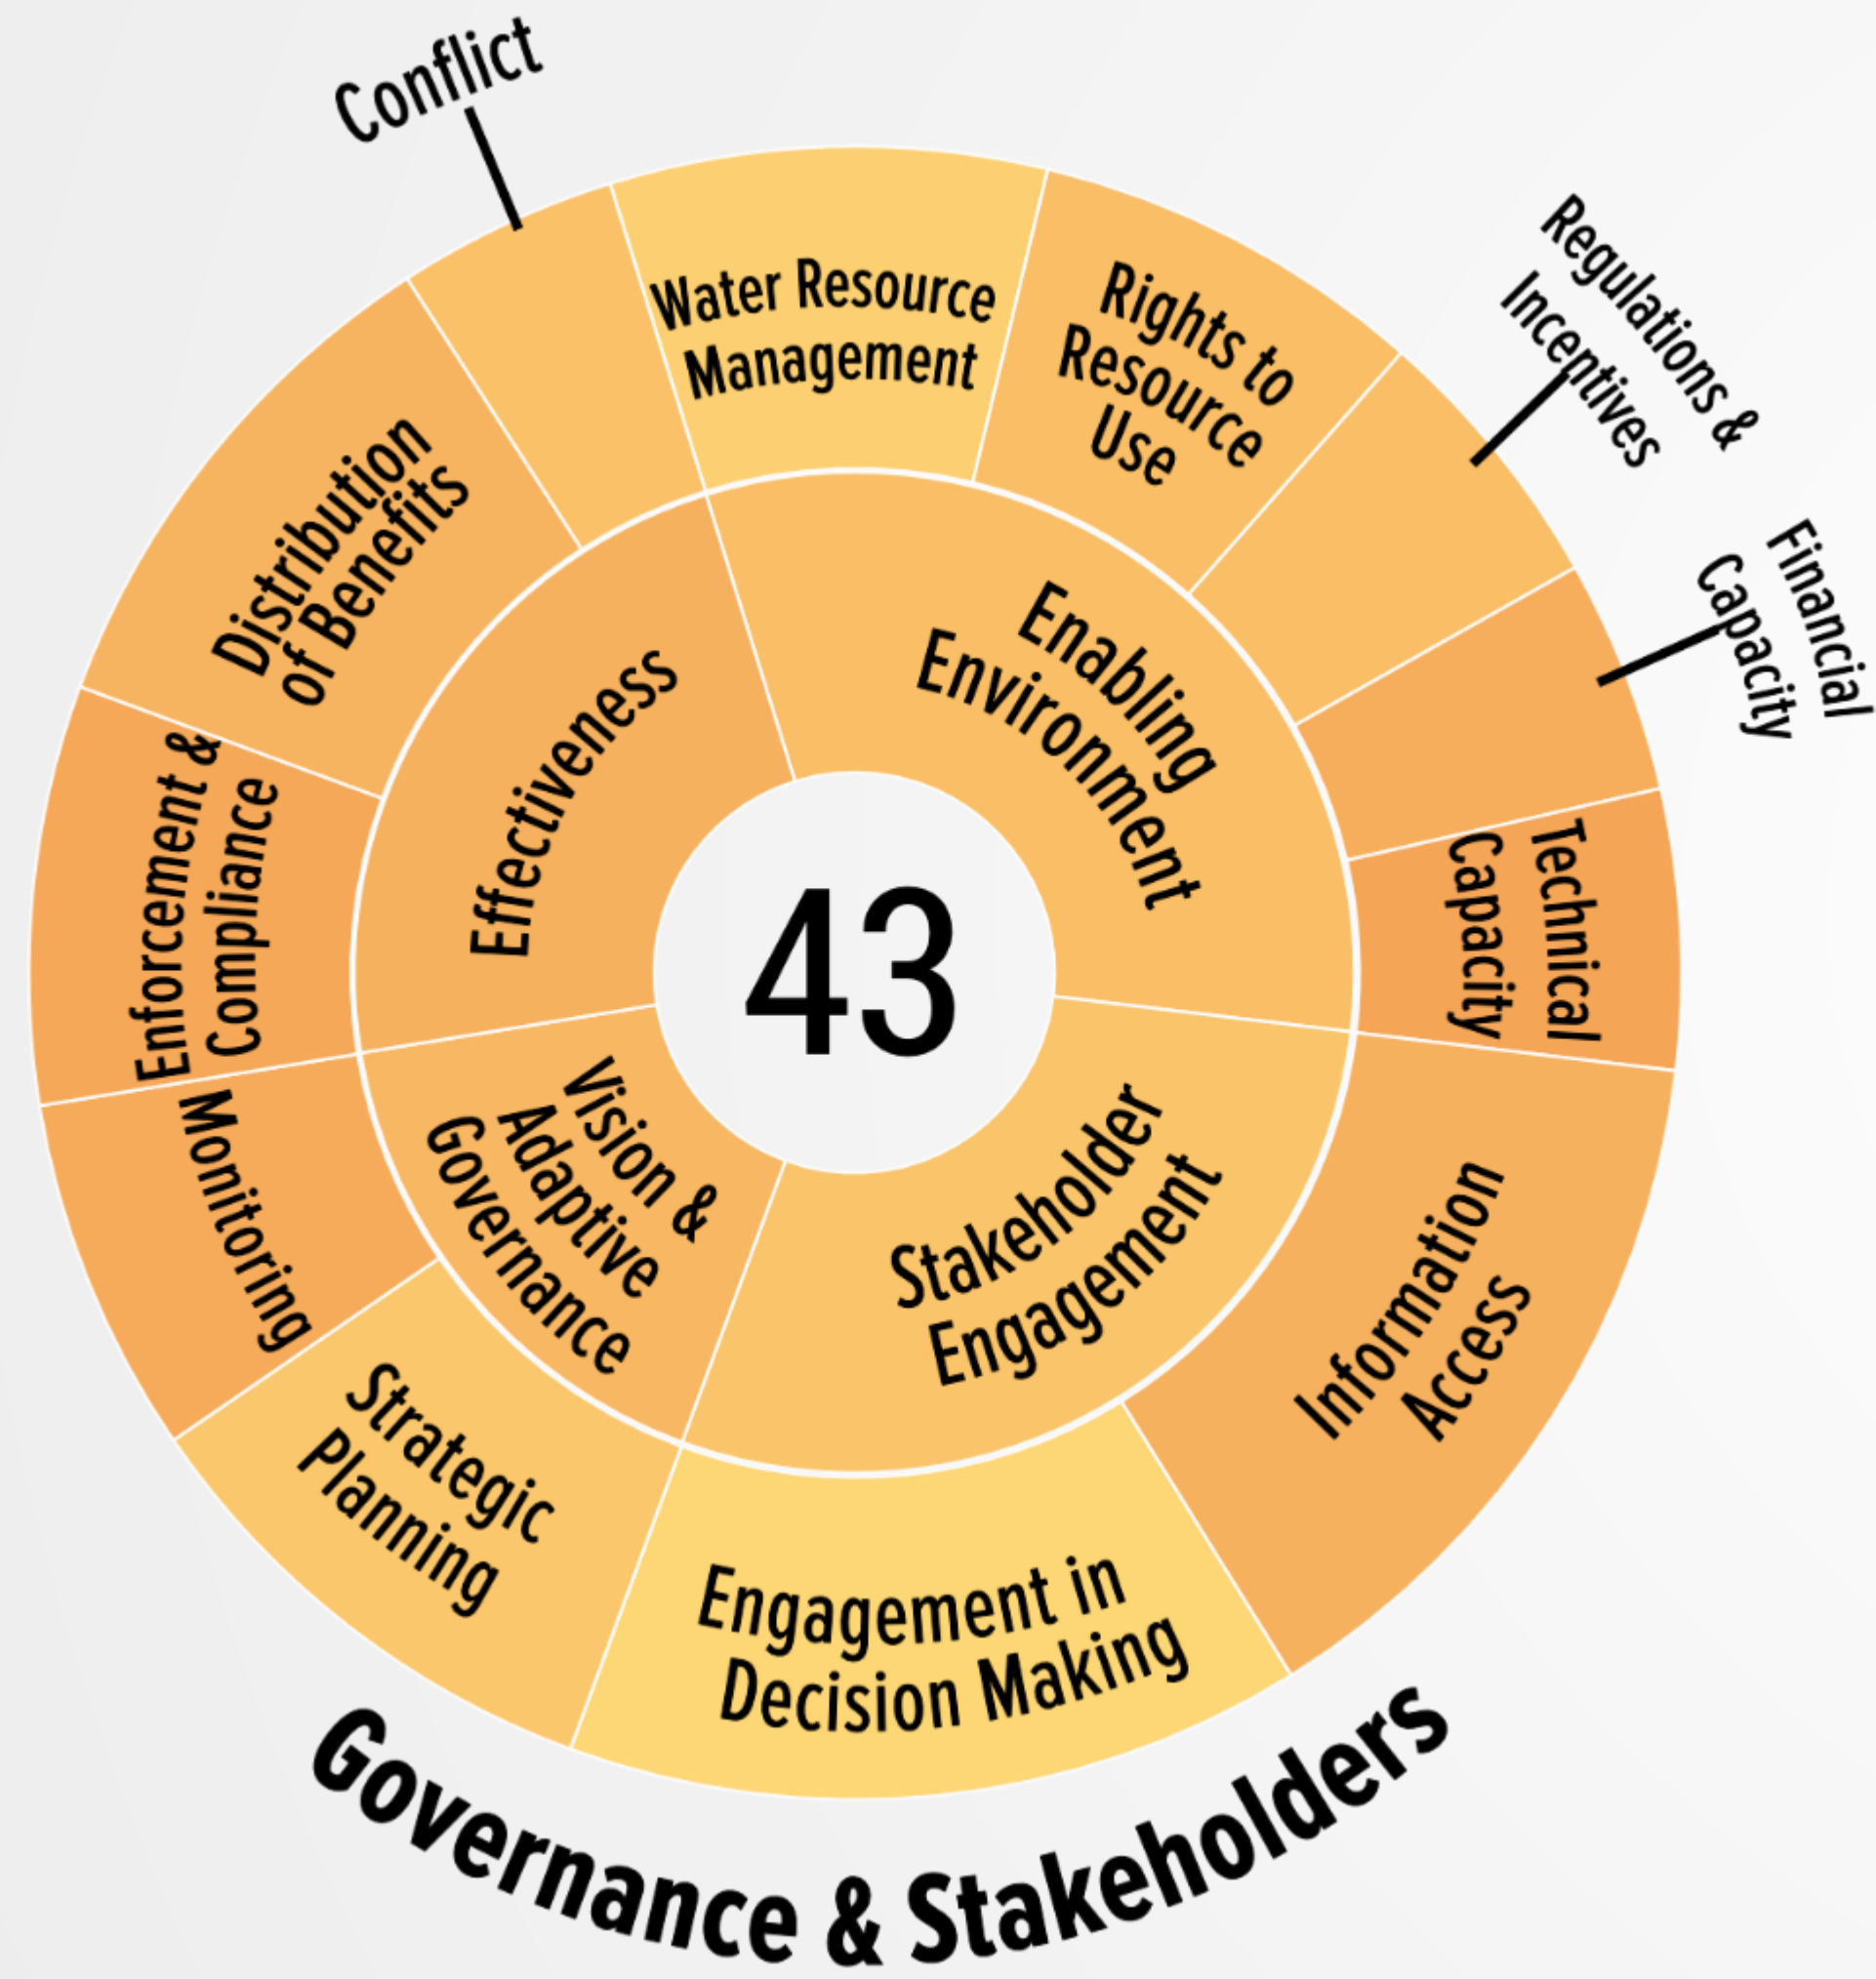 Conflict
Water Resource
Management
Rights to
Resource
Use
Regulations &
Incentives
Financial
Capacity
Technical
Capacity
Information
Access
Engagement in
Decision Making
Strategic
Planning
Monitoring
Enforcement &
Compliance
Distribution
of Benefits
Effectiveness
Enabling
Environment
Stakeholder
Engagement
Vision &
Adaptive
Governance
43
Governance & Stakeholders